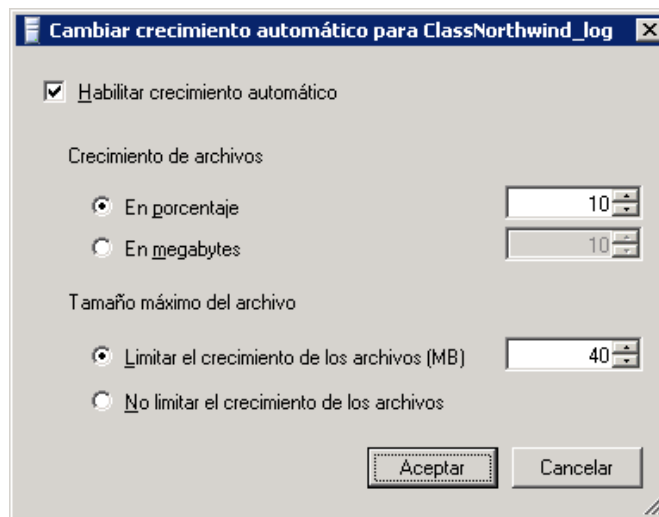 Cambiar crecimiento automático para ClassNorthwind_log
Habilitar crecimiento automático
Crecimiento de archivos
En porcentaje 10
En megabytes 10
Tamaño máximo del archivo
Limitar el crecimiento de los archivos (MB) 40
No limitar el crecimiento de los archivos
Aceptar Cancelar